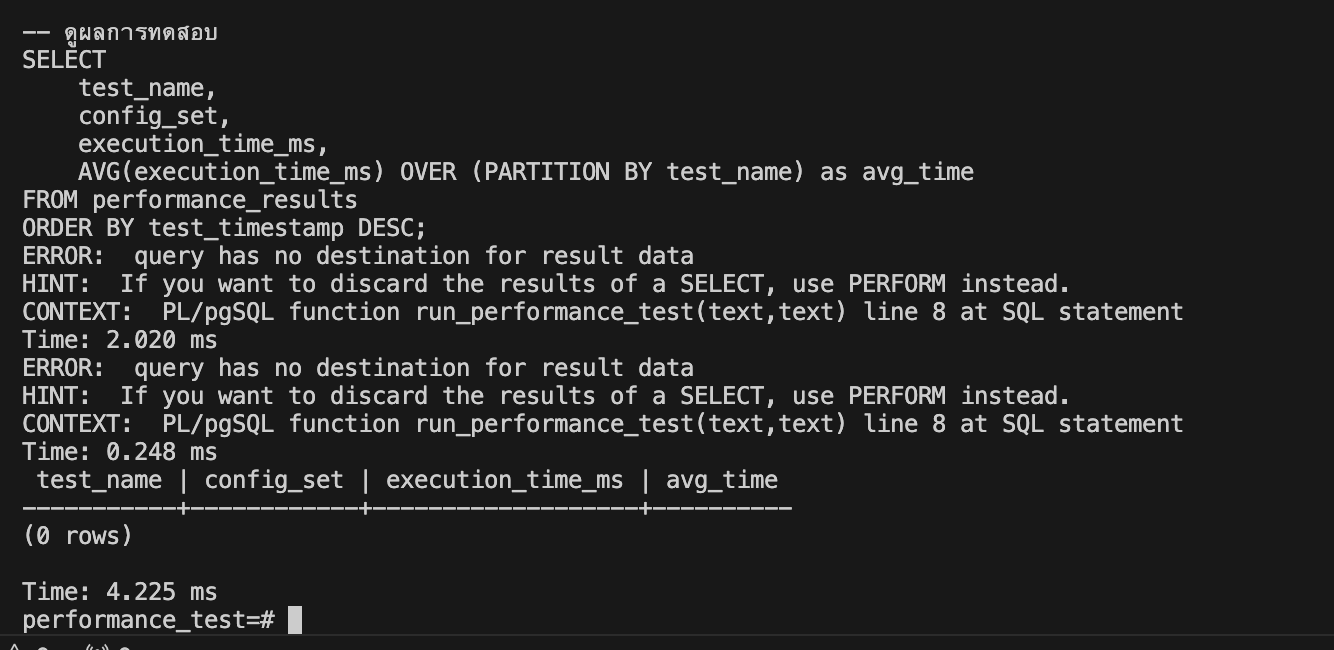 -- ดูผลการทดสอบ
SELECT
    test_name,
    config_set,
    execution_time_ms,
    AVG(execution_time_ms) OVER (PARTITION BY test_name) as avg_time
FROM performance_results
ORDER BY test_timestamp DESC;
ERROR:  query has no destination for result data
HINT:  If you want to discard the results of a SELECT, use PERFORM instead.
CONTEXT:  PL/pgSQL function run_performance_test(text,text) line 8 at SQL statement
Time: 2.020 ms
ERROR:  query has no destination for result data
HINT:  If you want to discard the results of a SELECT, use PERFORM instead.
CONTEXT:  PL/pgSQL function run_performance_test(text,text) line 8 at SQL statement
Time: 0.248 ms
 test_name | config_set | execution_time_ms | avg_time
-----------+------------+-------------------+----------
(0 rows)

Time: 4.225 ms
performance_test=#